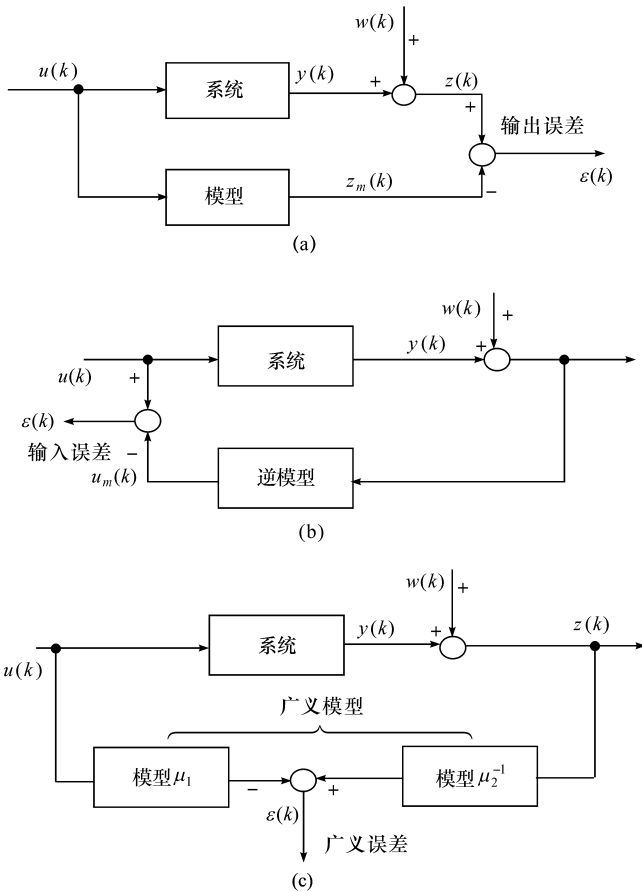 w(k)
+
u(k)
系统
y(k)
+
z(k)
+
输出误差
模型
z_m(k)
−
ε(k)
(a)
w(k)
+
系统
y(k)
+
u(k)
+
ε(k)
输入误差
−
u_m(k)
逆模型
(b)
w(k)
+
系统
y(k)
+
z(k)
u(k)
广义模型
模型μ₁
−
+
模型μ₂⁻¹
ε(k)
广义误差
(c)